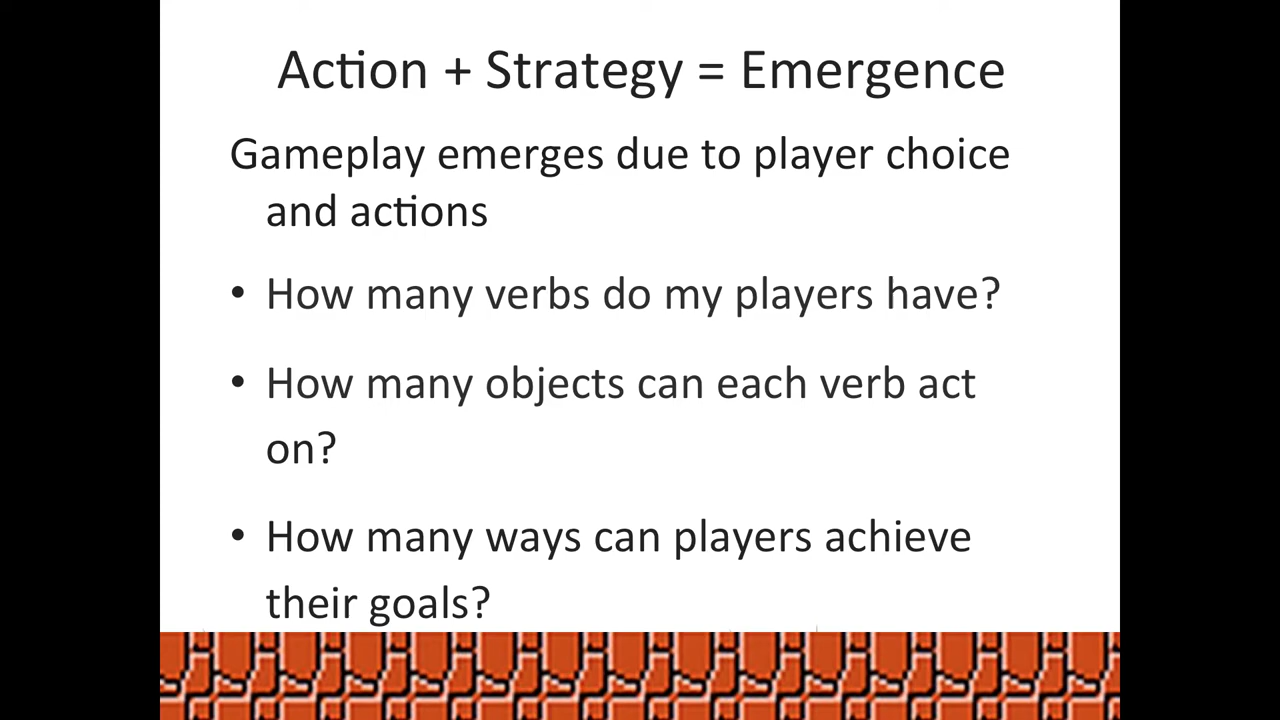 Action + Strategy = Emergence
Gameplay emerges due to player choice
and actions
• How many verbs do my players have?
• How many objects can each verb act
on?
• How many ways can players achieve
their goals?